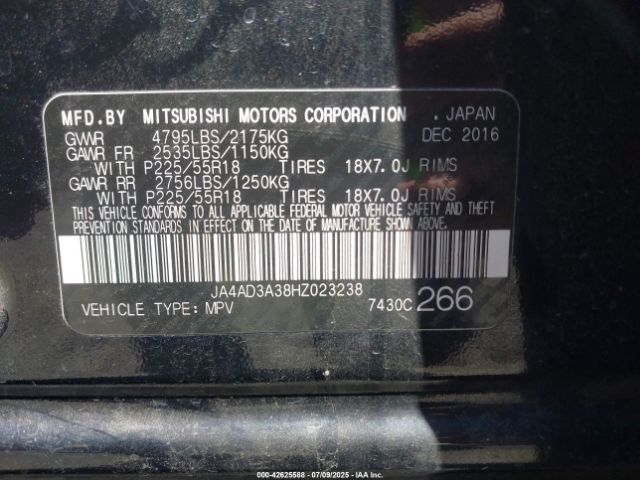 MFD.BY MITSUBISHI MOTORS CORPORATION . JAPAN
GVWR 4795LBS/2175KG DEC 2016
GAWR FR 2535LBS/1150KG
WITH P225/55R18 TIRES 18X7.0J RIMS
GAWR RR 2756LBS/1250KG
WITH P225/55R18 TIRES 18X7.0J RIMS
THIS VEHICLE CONFORMS TO ALL APPLICABLE FEDERAL MOTOR VEHICLE SAFETY AND THEFT
PREVENTION STANDARDS IN EFFECT ON THE DATE OF MANUFACTURE SHOWN ABOVE.
JA4AD3A38HZ023238
VEHICLE TYPE: MPV 7430C266
000-42625588 - 07/09/2025 - IAA Inc.